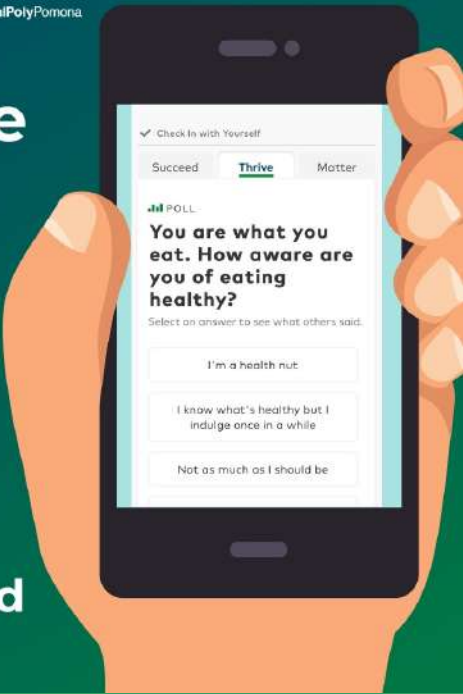 alPolyPomona
e
Check In with Yourself
Succeed Thrive Matter
POLL
You are what you
eat. How aware are
you of eating
healthy?
Select an answer to see what others said.
I'm a health nut
I know what's healthy but I
indulge once in a while
Not as much as I should be
d